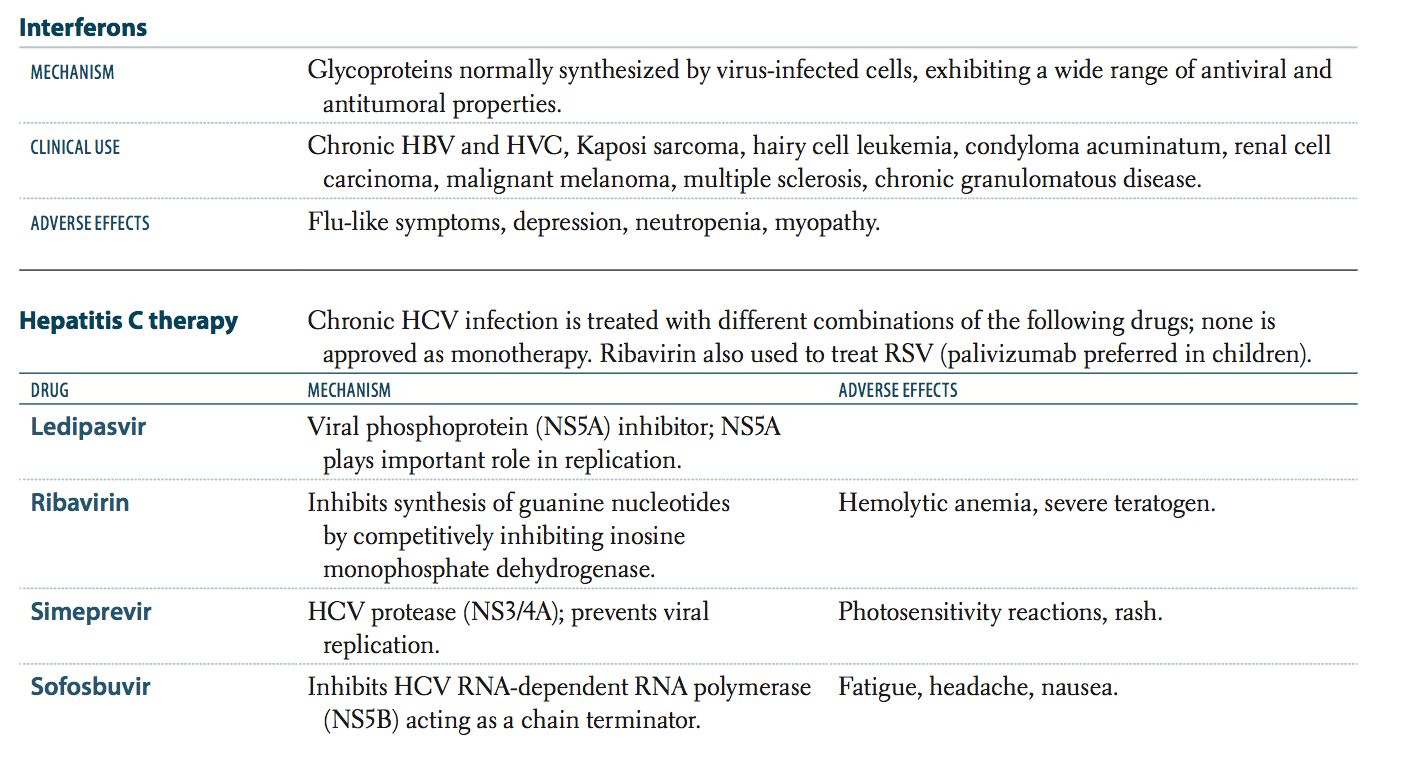 Interferons
MECHANISM Glycoproteins normally synthesized by virus-infected cells, exhibiting a wide range of antiviral and
antitumoral properties.
CLINICAL USE Chronic HBV and HVC, Kaposi sarcoma, hairy cell leukemia, condyloma acuminatum, renal cell
carcinoma, malignant melanoma, multiple sclerosis, chronic granulomatous disease.
ADVERSE EFFECTS Flu-like symptoms, depression, neutropenia, myopathy.
Hepatitis C therapy Chronic HCV infection is treated with different combinations of the following drugs; none is
approved as monotherapy. Ribavirin also used to treat RSV (palivizumab preferred in children).
DRUG MECHANISM ADVERSE EFFECTS
Ledipasvir Viral phosphoprotein (NS5A) inhibitor; NS5A
plays important role in replication.
Ribavirin Inhibits synthesis of guanine nucleotides Hemolytic anemia, severe teratogen.
by competitively inhibiting inosine
monophosphate dehydrogenase.
Simeprevir HCV protease (NS3/4A); prevents viral Photosensitivity reactions, rash.
replication.
Sofosbuvir Inhibits HCV RNA-dependent RNA polymerase Fatigue, headache, nausea.
(NS5B) acting as a chain terminator.